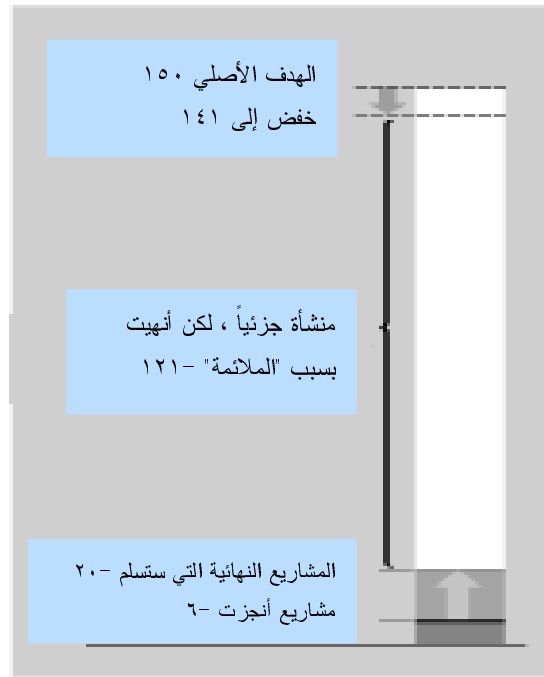 الهدف الأصلي ١٥٠
خفض إلى ١٤١
منشأة جزئياً ، لكن أنهيت
بسبب "الملائمة" -١٢١
المشاريع النهائية التي ستسلم -٢٠
مشاريع أنجزت -٦